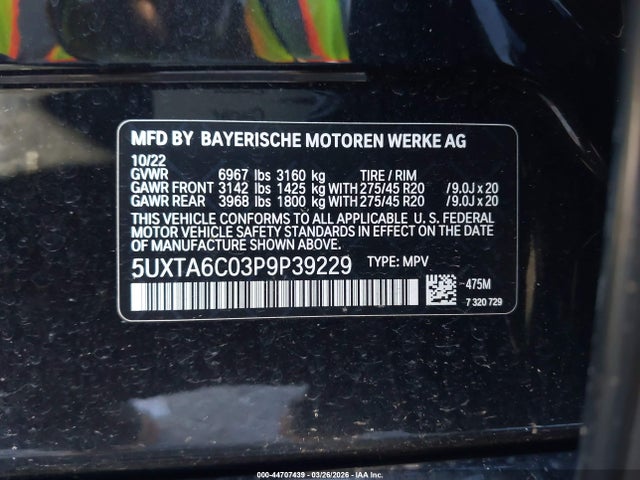 MFD BY BAYERISCHE MOTOREN WERKE AG
10/22
GVWR 6967 lbs 3160 kg TIRE / RIM
GAWR FRONT 3142 lbs 1425 kg WITH 275/45 R20 /9.0J x 20
GAWR REAR 3968 lbs 1800 kg WITH 275/45 R20 /9.0J x 20
THIS VEHICLE CONFORMS TO ALL APPLICABLE U. S. FEDERAL
MOTOR VEHICLE SAFETY STANDARDS IN EFFECT ON THE
DATE OF MANUFACTURE SHOWN ABOVE.
5UXTA6C03P9P39229 TYPE: MPV
475M
7 320 729
000-44707439 - 03/26/2026 - IAA Inc.